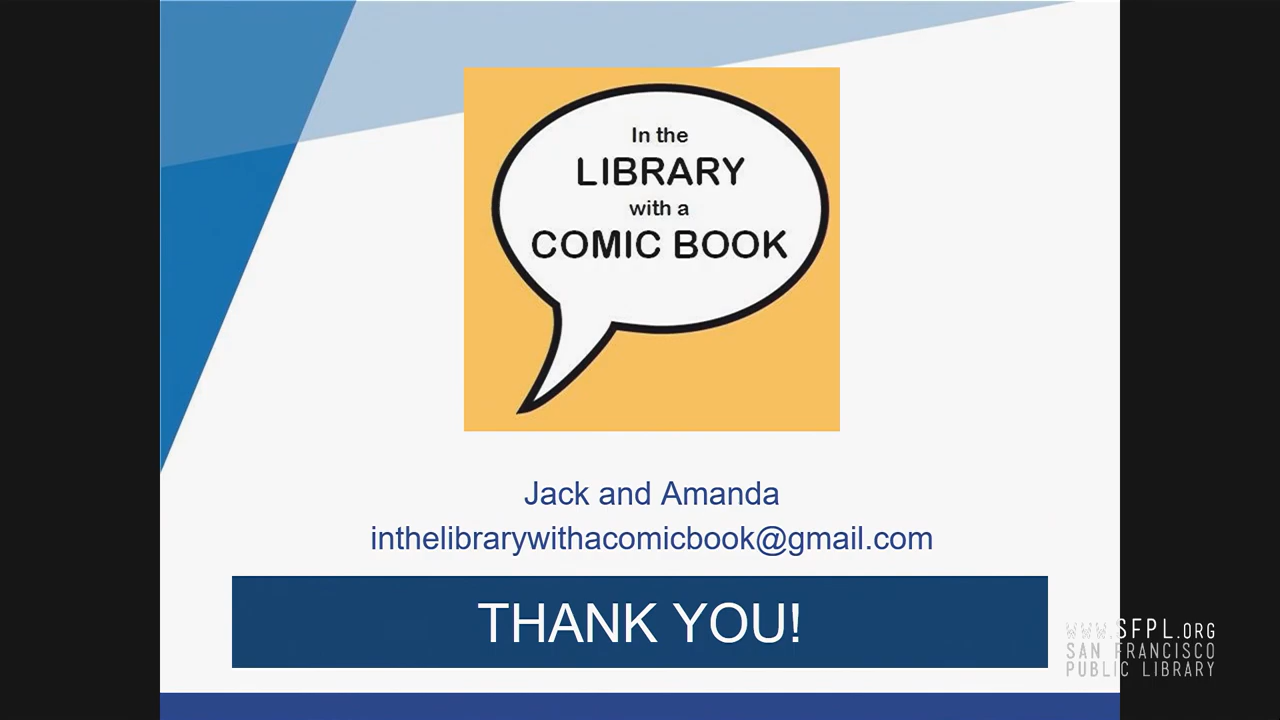 In the
LIBRARY
with a
COMIC BOOK
Jack and Amanda
inthelibrarywithacomicbook@gmail.com
THANK YOU!
WWW.SFPL.ORG
SAN FRANCISCO
PUBLIC LIBRARY